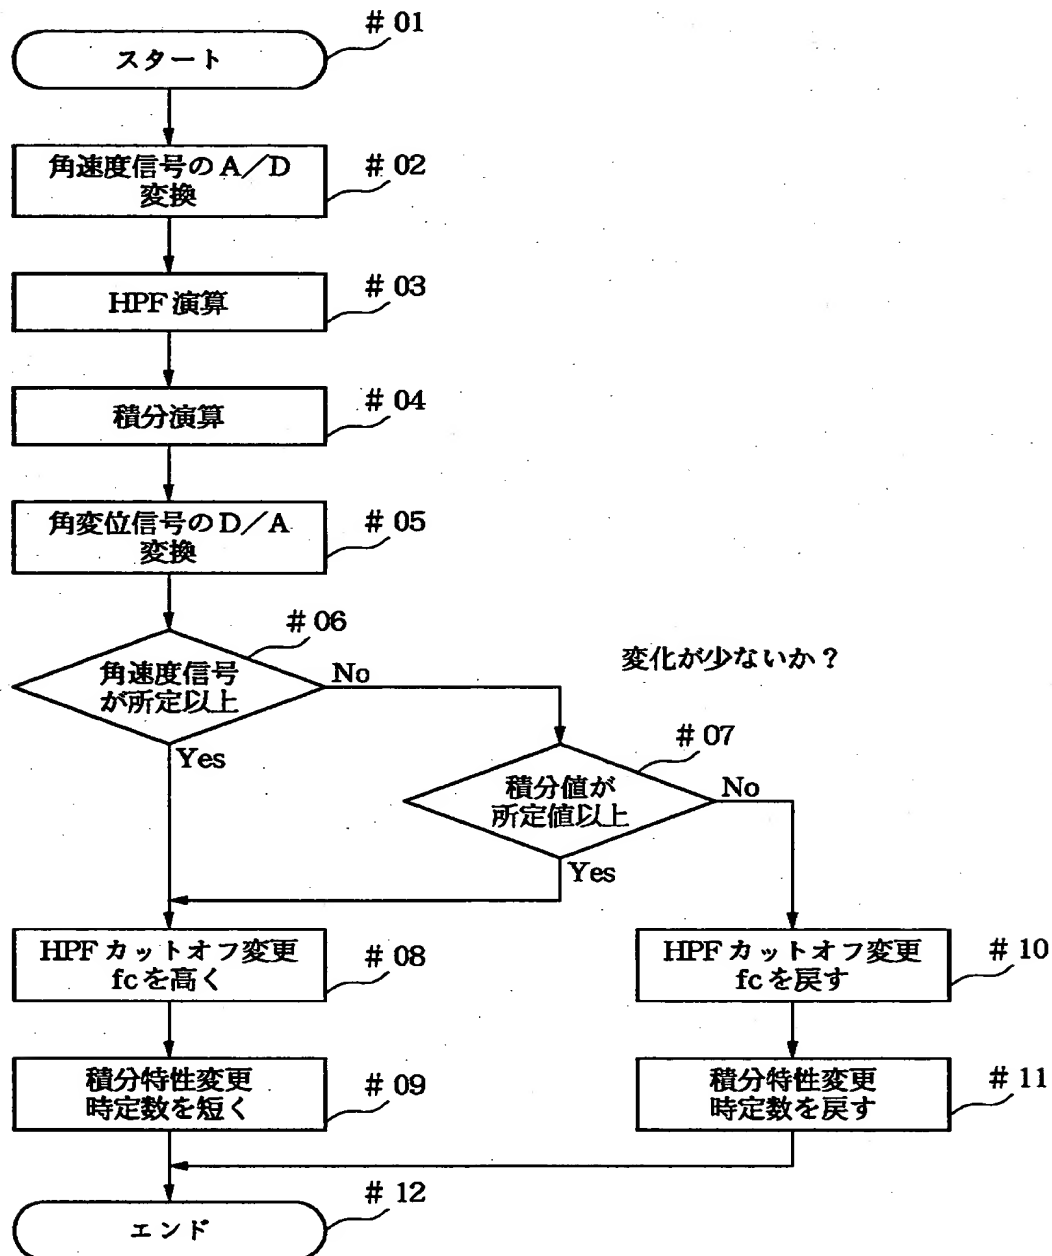 # 01
スタート
角速度信号の A／D
変換
# 02
HPF 演算
# 03
積分演算
# 04
角変位信号の D／A
変換
# 05
# 06
角速度信号
が所定以上
No
Yes
変化が少ないか？
# 07
積分値が
所定値以上
No
Yes
HPF カットオフ変更
fc を高く
# 08
HPF カットオフ変更
fc を戻す
# 10
積分特性変更
時定数を短く
# 09
積分特性変更
時定数を戻す
# 11
# 12
エンド